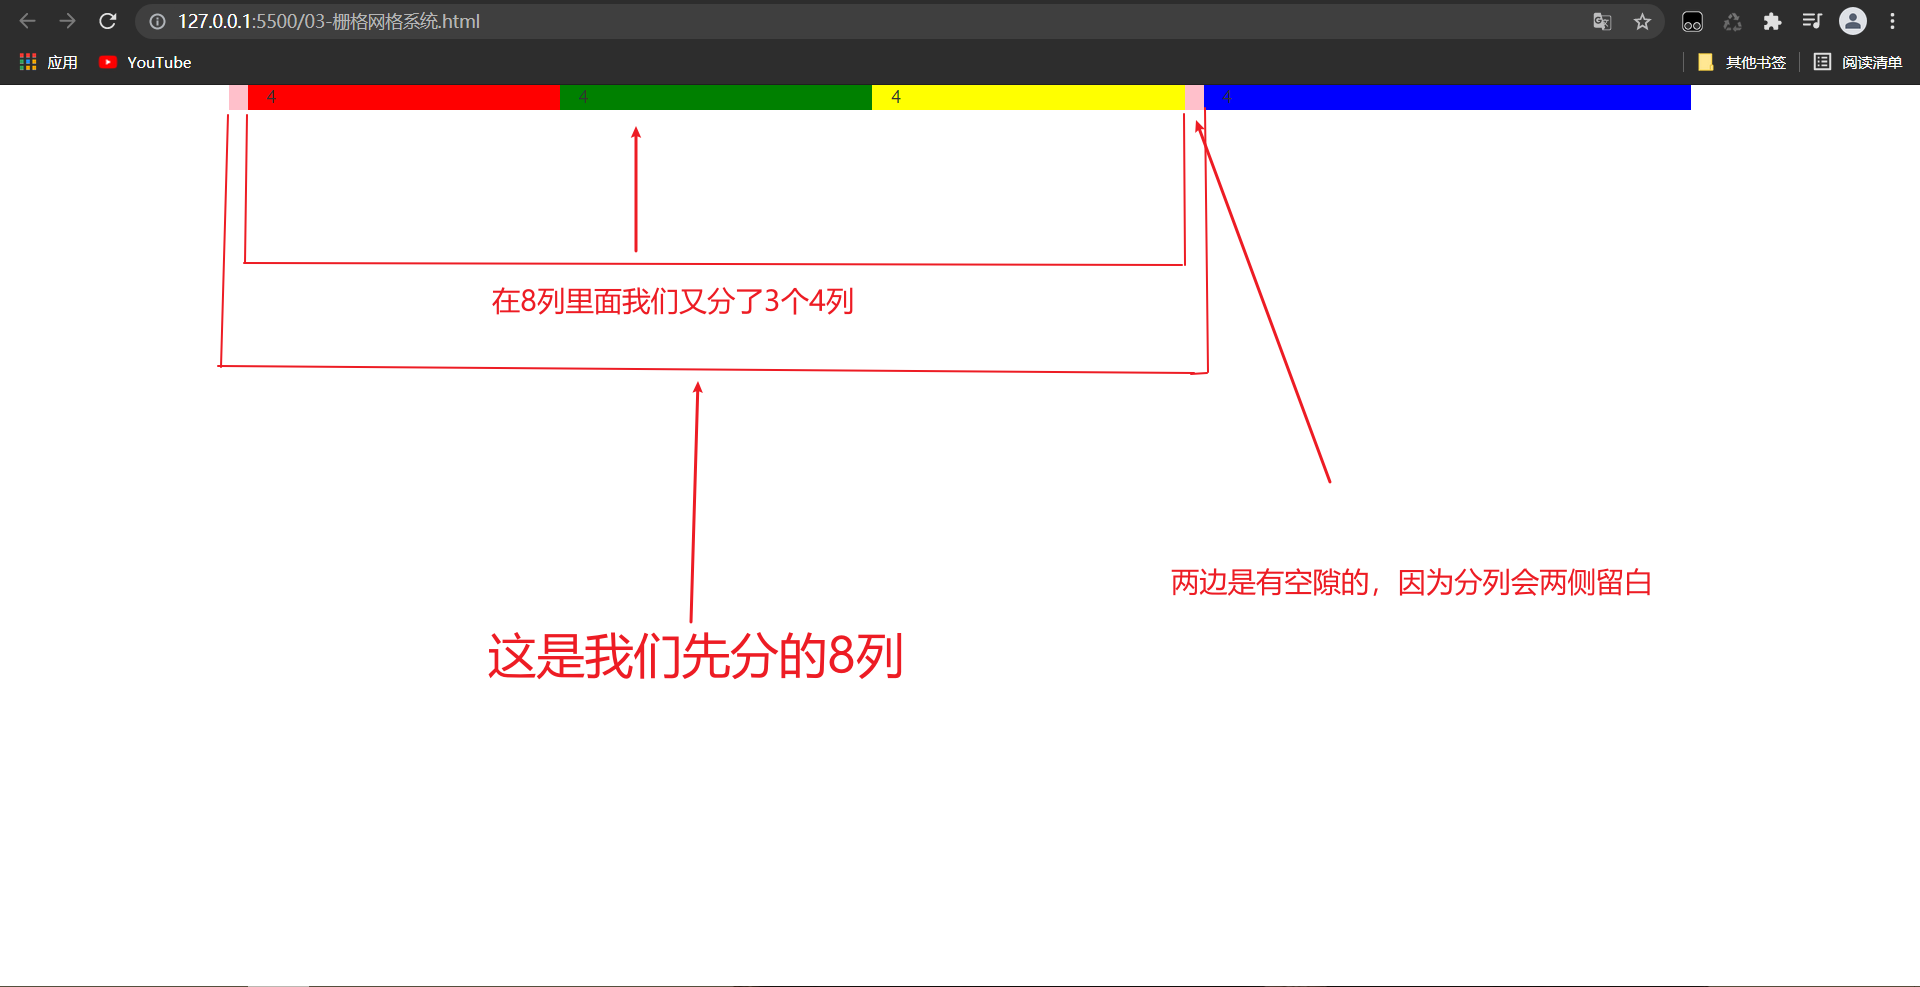 127.0.0.1:5500/03-栅格网格系统.html
应用 YouTube 其他书签 阅读清单
4 4 4 4
在8列里面我们又分了3个4列
两边是有空隙的，因为分列会两侧留白
这是我们先分的8列